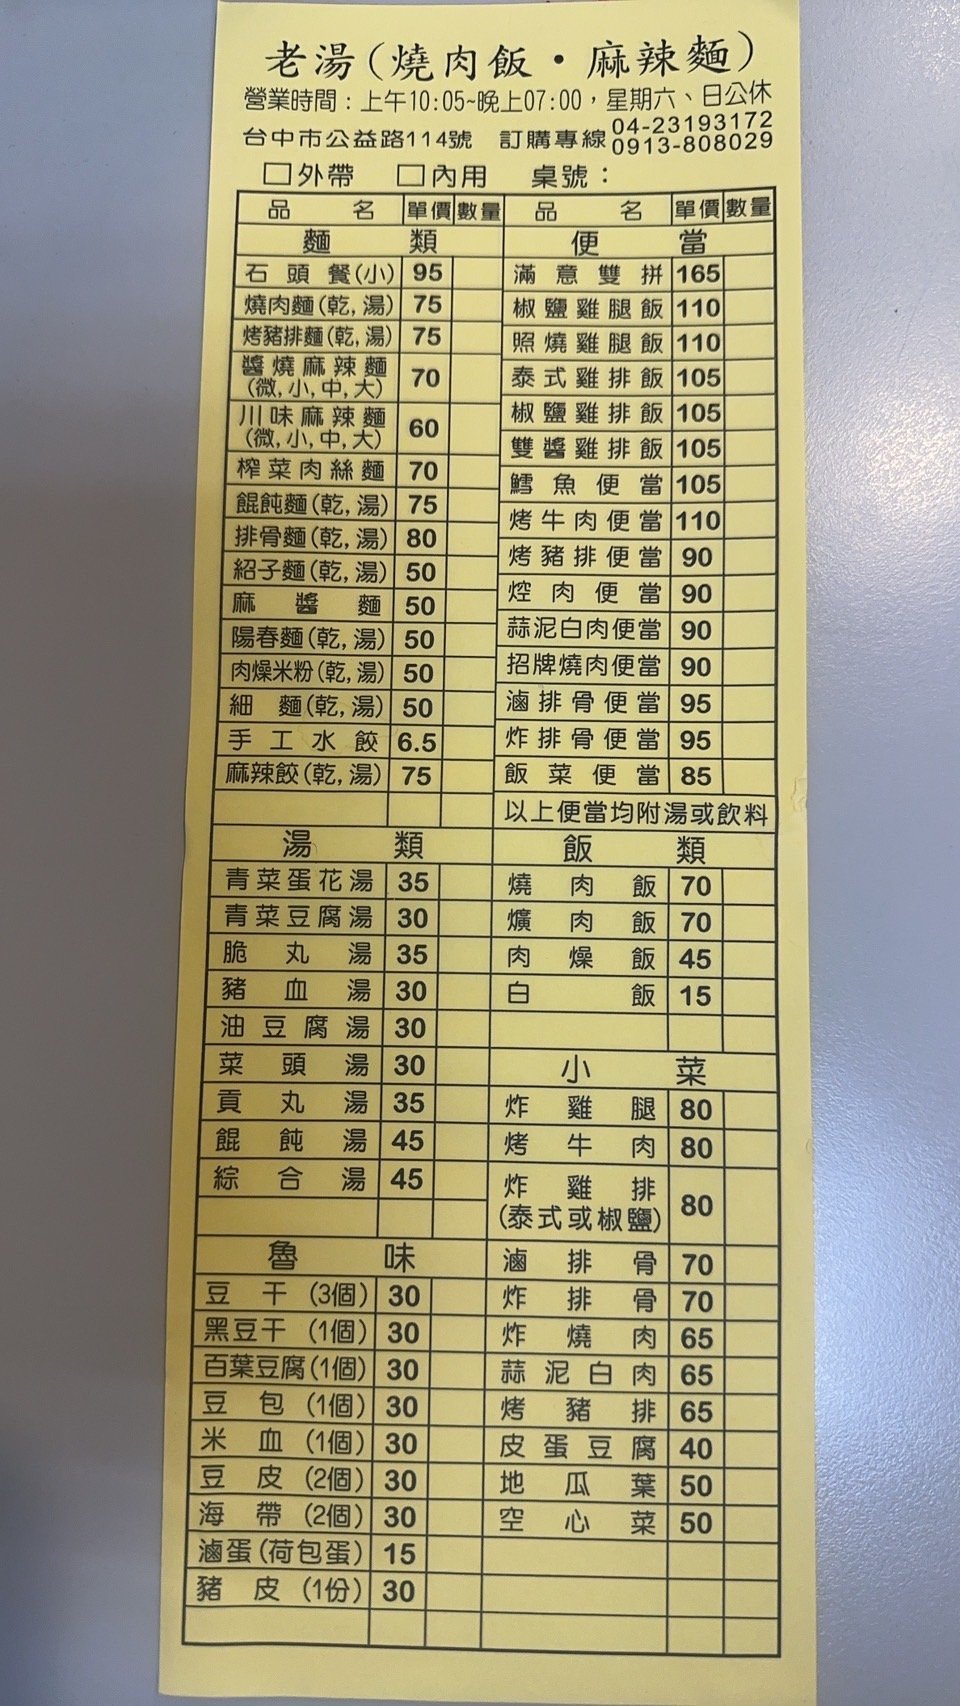 老湯(燒肉飯・麻辣麵)
營業時間：上午10:05~晚上07:00，星期六、日公休
台中市公益路114號 訂購專線 04-23193172
0913-808029
□外帶 □內用 桌號：
品名 單價 數量
麵類
石頭餐(小) 95
燒肉麵(乾,湯) 75
烤豬排麵(乾,湯) 75
醬燒麻辣麵
(微,小,中,大) 70
川味麻辣麵
(微,小,中,大) 60
榨菜肉絲麵 70
餛飩麵(乾,湯) 75
排骨麵(乾,湯) 80
紹子麵(乾,湯) 50
麻醬麵 50
陽春麵(乾,湯) 50
肉燥米粉(乾,湯) 50
細麵(乾,湯) 50
手工水餃 6.5
麻辣餃(乾,湯) 75
湯類
青菜蛋花湯 35
青菜豆腐湯 30
脆丸湯 35
豬血湯 30
油豆腐湯 30
菜頭湯 30
貢丸湯 35
餛飩湯 45
綜合湯 45
魯味
豆干(3個) 30
黑豆干(1個) 30
百葉豆腐(1個) 30
豆包(1個) 30
米血(1個) 30
豆皮(2個) 30
海帶(2個) 30
滷蛋(荷包蛋) 15
豬皮(1份) 30
品名 單價 數量
便當
滿意雙拼 165
椒鹽雞腿飯 110
照燒雞腿飯 110
泰式雞排飯 105
椒鹽雞排飯 105
雙醬雞排飯 105
鱈魚便當 105
烤牛肉便當 110
烤豬排便當 90
焢肉便當 90
蒜泥白肉便當 90
招牌燒肉便當 90
滷排骨便當 95
炸排骨便當 95
飯菜便當 85
以上便當均附湯或飲料
飯類
燒肉飯 70
爌肉飯 70
肉燥飯 45
白飯 15
小菜
炸雞腿 80
烤牛肉 80
炸雞排
(泰式或椒鹽) 80
滷排骨 70
炸排骨 70
炸燒肉 65
蒜泥白肉 65
烤豬排 65
皮蛋豆腐 40
地瓜葉 50
空心菜 50